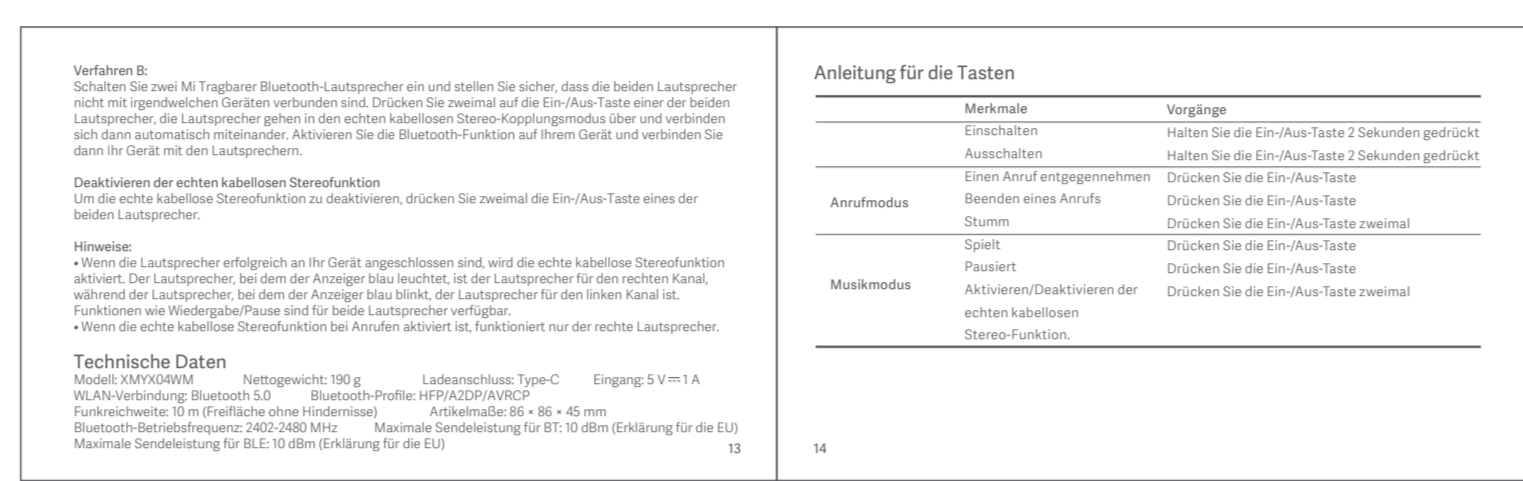 Verfahren B:
Schalten Sie zwei Mi Tragbarer Bluetooth-Lautsprecher ein und stellen Sie sicher, dass die beiden Lautsprecher
nicht mit irgendwelchen Geräten verbunden sind. Drücken Sie zweimal auf die Ein-/Aus-Taste einer der beiden
Lautsprecher, die Lautsprecher gehen in den echten kabellosen Stereo-Kopplungsmodus über und verbinden
sich dann automatisch miteinander. Aktivieren Sie die Bluetooth-Funktion auf Ihrem Gerät und verbinden Sie
dann Ihr Gerät mit den Lautsprechern.
Deaktivieren der echten kabellosen Stereofunktion
Um die echte kabellose Stereofunktion zu deaktivieren, drücken Sie zweimal die Ein-/Aus-Taste eines der
beiden Lautsprecher.
Hinweise:
• Wenn die Lautsprecher erfolgreich an Ihr Gerät angeschlossen sind, wird die echte kabellose Stereofunktion
aktiviert. Der Lautsprecher, bei dem der Anzeiger blau leuchtet, ist der Lautsprecher für den rechten Kanal,
während der Lautsprecher, bei dem der Anzeiger blau blinkt, der Lautsprecher für den linken Kanal ist.
Funktionen wie Wiedergabe/Pause sind für beide Lautsprecher verfügbar.
• Wenn die echte kabellose Stereofunktion bei Anrufen aktiviert ist, funktioniert nur der rechte Lautsprecher.
Technische Daten
Modell: XMYX04WM Nettogewicht: 190 g Ladeanschluss: Type-C Eingang: 5 V⎓1 A
WLAN-Verbindung: Bluetooth 5.0 Bluetooth-Profile: HFP/A2DP/AVRCP
Funkreichweite: 10 m (Freifläche ohne Hindernisse) Artikelmaße: 86 × 86 × 45 mm
Bluetooth-Betriebsfrequenz: 2402-2480 MHz Maximale Sendeleistung für BT: 10 dBm (Erklärung für die EU)
Maximale Sendeleistung für BLE: 10 dBm (Erklärung für die EU)
13
Anleitung für die Tasten
Merkmale Vorgänge
Einschalten Halten Sie die Ein-/Aus-Taste 2 Sekunden gedrückt
Ausschalten Halten Sie die Ein-/Aus-Taste 2 Sekunden gedrückt
Einen Anruf entgegennehmen Drücken Sie die Ein-/Aus-Taste
Anrufmodus Beenden eines Anrufs Drücken Sie die Ein-/Aus-Taste
Stumm Drücken Sie die Ein-/Aus-Taste zweimal
Spielt Drücken Sie die Ein-/Aus-Taste
Pausiert Drücken Sie die Ein-/Aus-Taste
Musikmodus Aktivieren/Deaktivieren der Drücken Sie die Ein-/Aus-Taste zweimal
echten kabellosen
Stereo-Funktion.
14